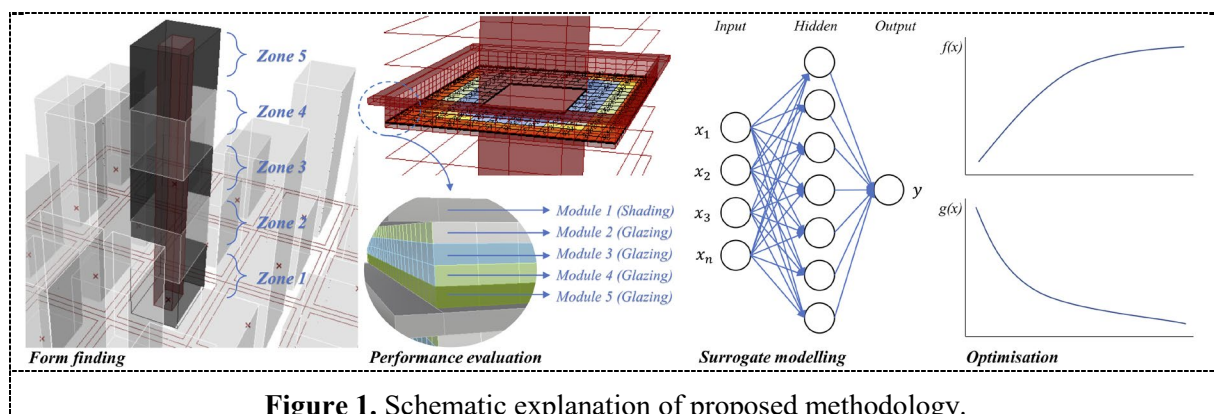 Zone 5
Zone 4
Zone 3
Zone 2
Zone 1
Form finding
Module 1 (Shading)
Module 2 (Glazing)
Module 3 (Glazing)
Module 4 (Glazing)
Module 5 (Glazing)
Performance evaluation
Input Hidden Output
x1
x2
x3
xn
y
Surrogate modelling
f(x)
g(x)
Optimisation
Figure 1. Schematic explanation of proposed methodology.